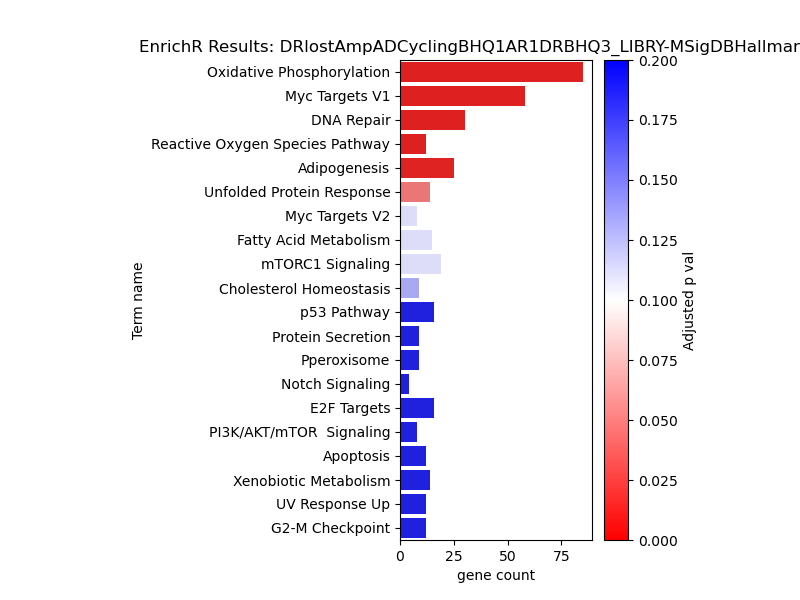 EnrichR Results: DRlostAmpADCyclingBHQ1AR1DRBHQ3_LIBRY-MSigDBHallmar
Oxidative Phosphorylation
Myc Targets V1
DNA Repair
Reactive Oxygen Species Pathway
Adipogenesis
Unfolded Protein Response
Myc Targets V2
Fatty Acid Metabolism
mTORC1 Signaling
Cholesterol Homeostasis
p53 Pathway
Protein Secretion
Pperoxisome
Notch Signaling
E2F Targets
PI3K/AKT/mTOR  Signaling
Apoptosis
Xenobiotic Metabolism
UV Response Up
G2-M Checkpoint
Term name
0 25 50 75
gene count
0.200
0.175
0.150
0.125
0.100
0.075
0.050
0.025
0.000
Adjusted p val